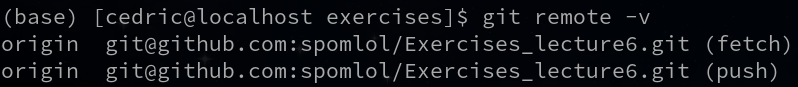 (base) [cedric@localhost exercises]$ git remote -v
origin  git@github.com:spomlol/Exercises_lecture6.git (fetch)
origin  git@github.com:spomlol/Exercises_lecture6.git (push)